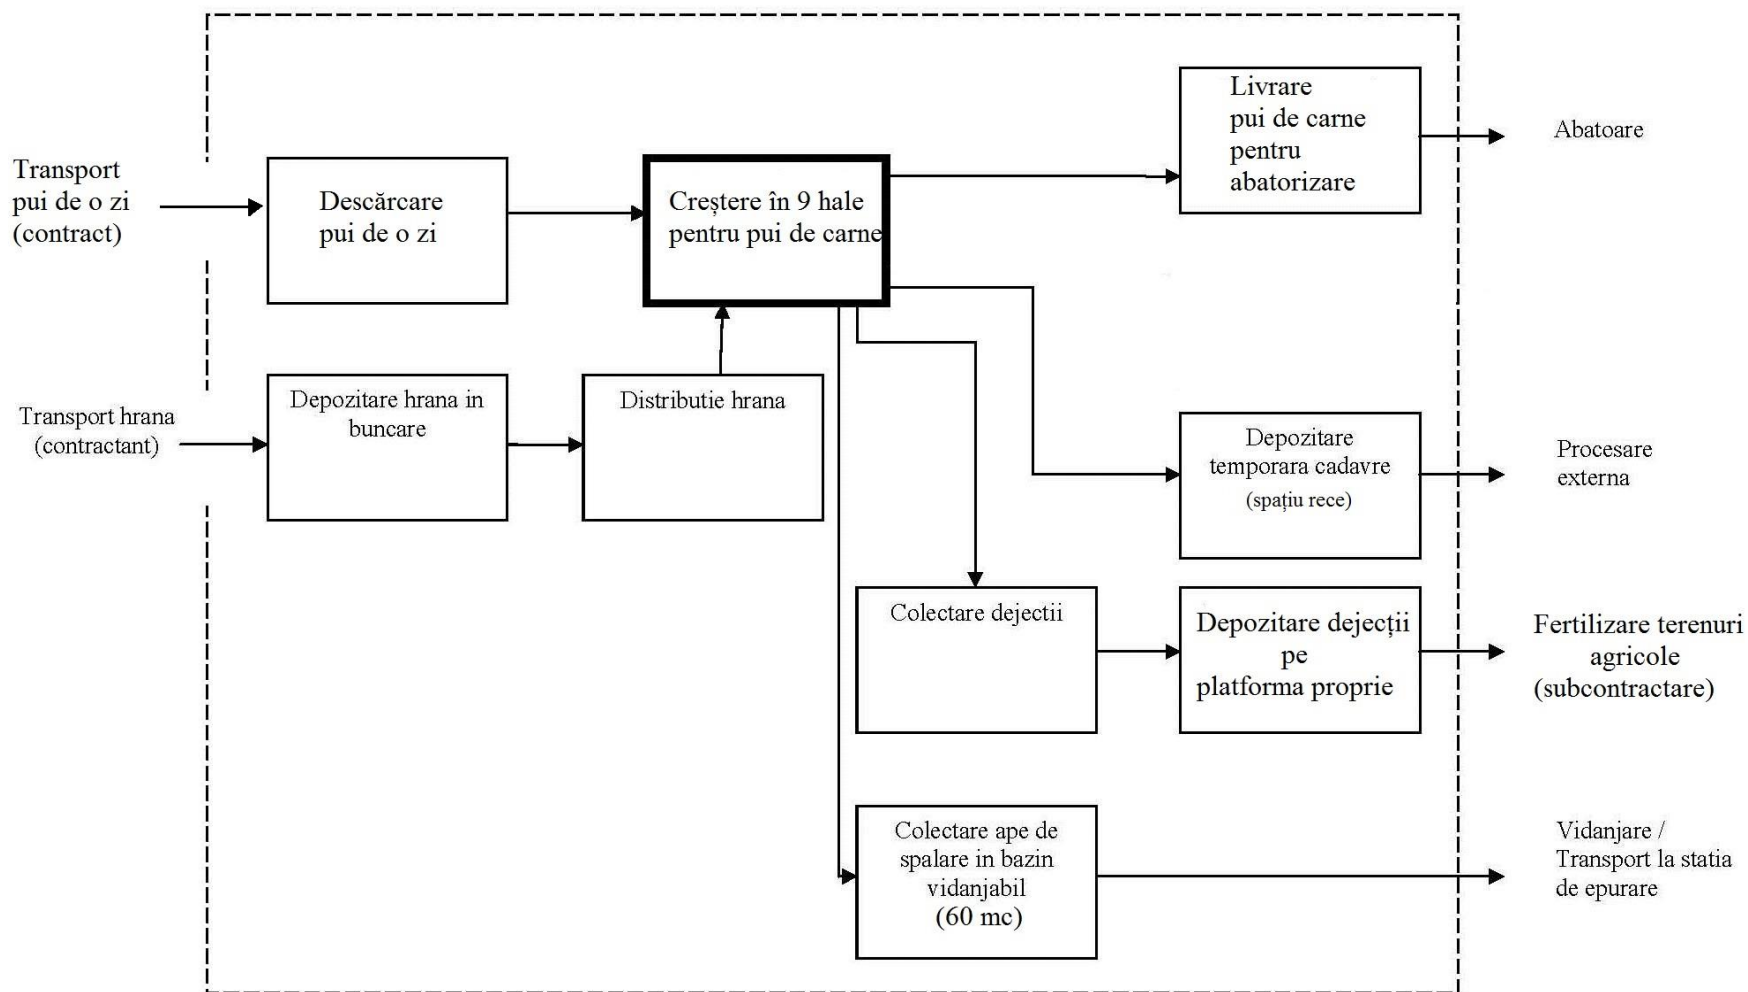 Transport
pui de o zi
(contract)
Descărcare
pui de o zi
Creștere în 9 hale
pentru pui de carne
Livrare
pui de carne
pentru
abatorizare
Abatoare
Transport hrana
(contractant)
Depozitare hrana in
buncare
Distributie hrana
Depozitare
temporara cadavre
(spațiu rece)
Procesare
externa
Colectare dejectii
Depozitare dejecții
pe
platforma proprie
Fertilizare terenuri
agricole
(subcontractare)
Colectare ape de
spalare in bazin
vidanjabil
(60 mc)
Vidanjare /
Transport la statia
de epurare